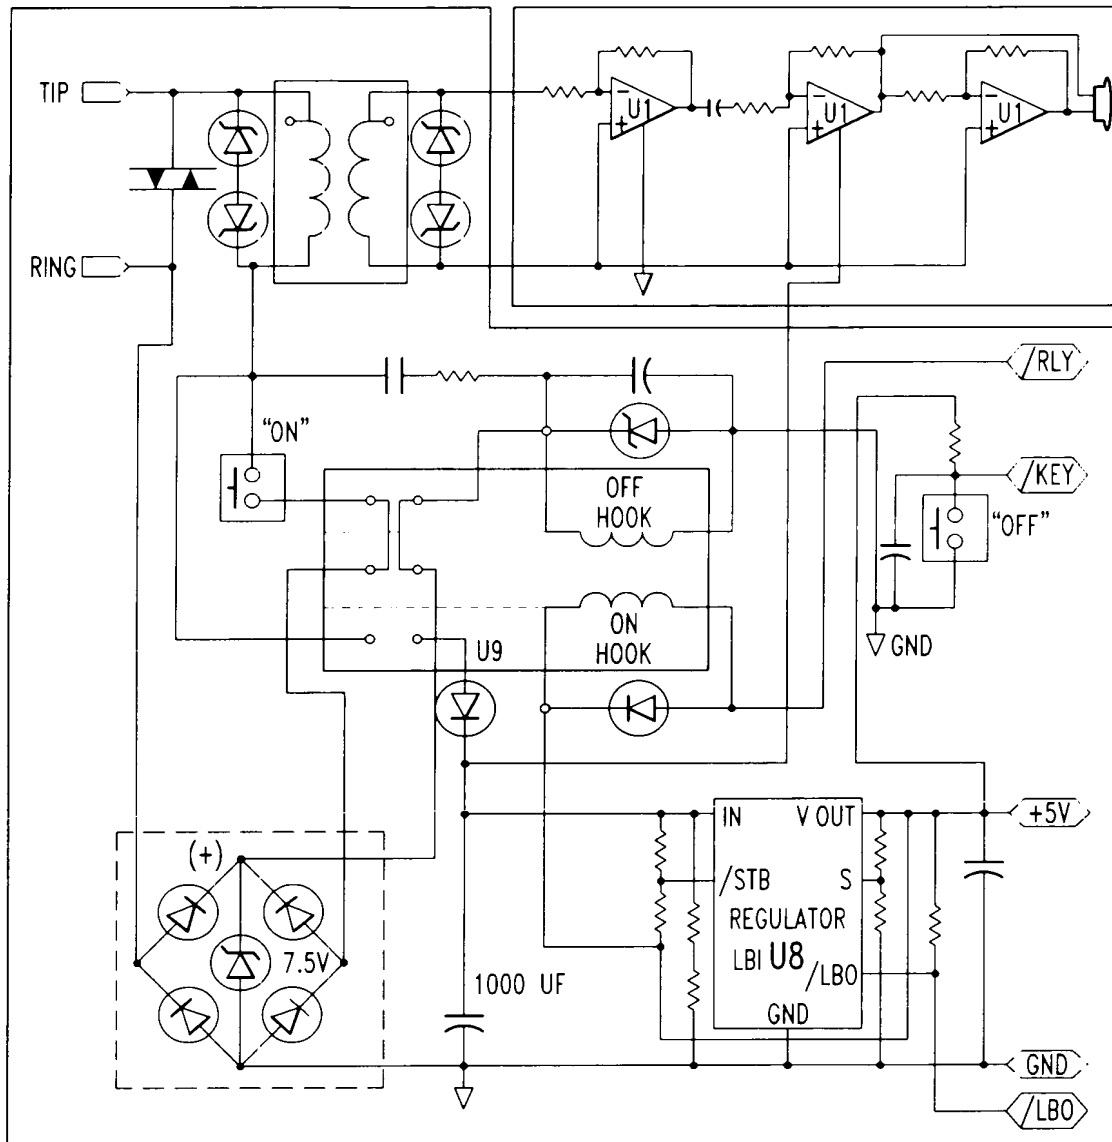 TIP
U1
U1
U1
RING
/RLY
"ON"
/KEY
OFF
HOOK
"OFF"
ON
HOOK
U9
GND
IN
V OUT
+5V
(+)
/STB
S
REGULATOR
7.5V
LBI U8
/LBO
1000 UF
GND
GND
/LBO